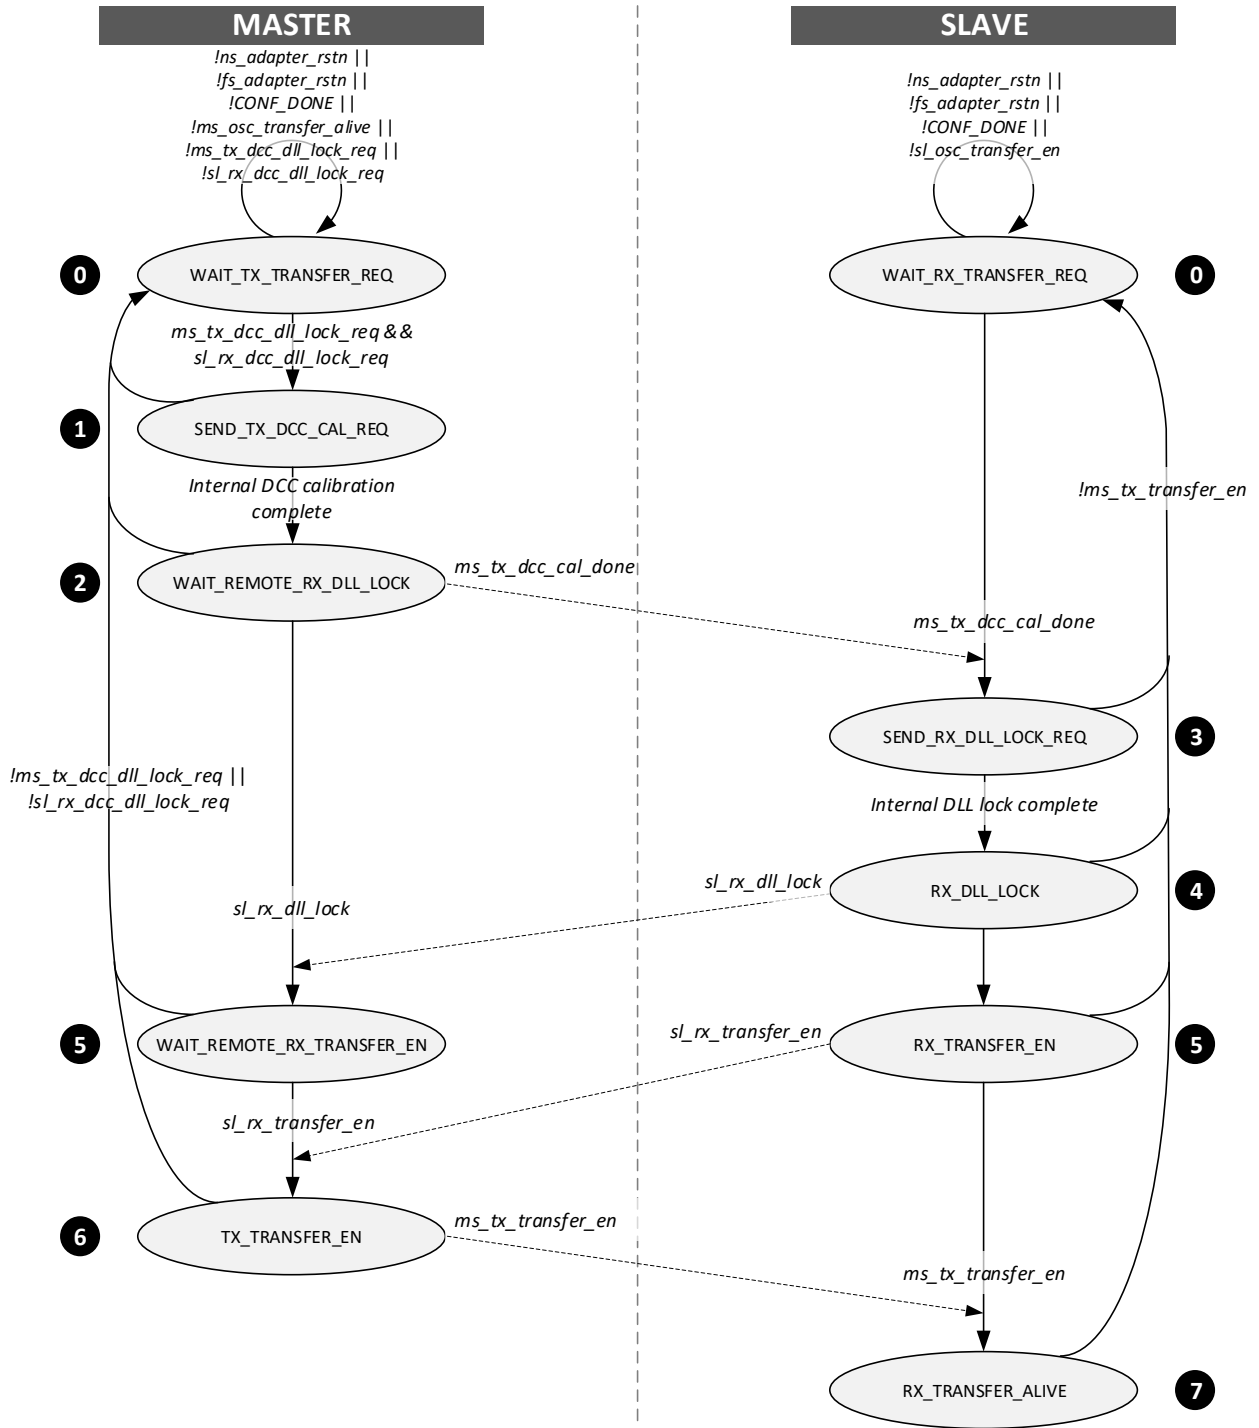 MASTER
SLAVE
!ns_adapter_rstn ||
!fs_adapter_rstn ||
!CONF_DONE ||
!ms_osc_transfer_alive ||
!ms_tx_dcc_dll_lock_req ||
!sl_rx_dcc_dll_lock_req
!ns_adapter_rstn ||
!fs_adapter_rstn ||
!CONF_DONE ||
!sl_osc_transfer_en
0
WAIT_TX_TRANSFER_REQ
WAIT_RX_TRANSFER_REQ
0
ms_tx_dcc_dll_lock_req &&
sl_rx_dcc_dll_lock_req
1
SEND_TX_DCC_CAL_REQ
Internal DCC calibration
complete
!ms_tx_transfer_en
2
WAIT_REMOTE_RX_DLL_LOCK
ms_tx_dcc_cal_done
ms_tx_dcc_cal_done
SEND_RX_DLL_LOCK_REQ
3
!ms_tx_dcc_dll_lock_req ||
!sl_rx_dcc_dll_lock_req
Internal DLL lock complete
sl_rx_dll_lock
RX_DLL_LOCK
4
sl_rx_dll_lock
5
WAIT_REMOTE_RX_TRANSFER_EN
sl_rx_transfer_en
RX_TRANSFER_EN
5
sl_rx_transfer_en
6
TX_TRANSFER_EN
ms_tx_transfer_en
ms_tx_transfer_en
RX_TRANSFER_ALIVE
7